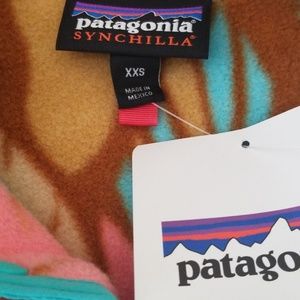 patagonia
SYNCHILLA
XXS
MADE IN
MEXICO
patago